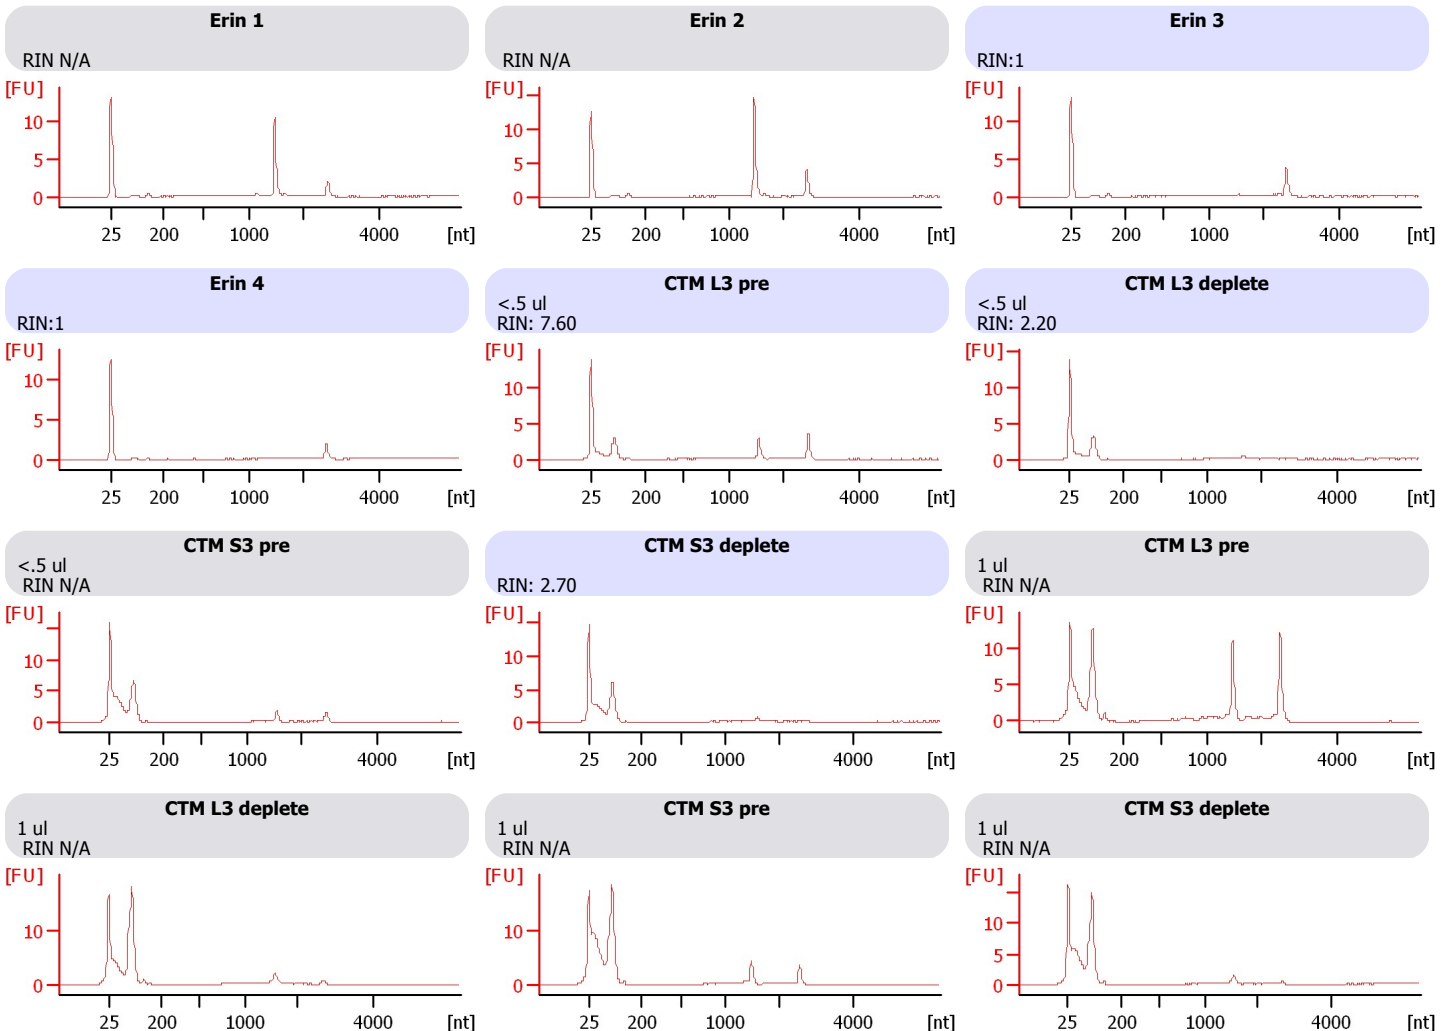 Erin 1
RIN N/A
[FU]
10
5
0
25 200 1000 4000 [nt]
Erin 2
RIN N/A
[FU]
10
5
0
25 200 1000 4000 [nt]
Erin 3
RIN:1
[FU]
10
5
0
25 200 1000 4000 [nt]
Erin 4
RIN:1
[FU]
10
5
0
25 200 1000 4000 [nt]
CTM L3 pre
<.5 ul
RIN: 7.60
[FU]
10
5
0
25 200 1000 4000 [nt]
CTM L3 deplete
<.5 ul
RIN: 2.20
[FU]
10
5
0
25 200 1000 4000 [nt]
CTM S3 pre
<.5 ul
RIN N/A
[FU]
10
5
0
25 200 1000 4000 [nt]
CTM S3 deplete
RIN: 2.70
[FU]
10
5
0
25 200 1000 4000 [nt]
CTM L3 pre
1 ul
RIN N/A
[FU]
10
5
0
25 200 1000 4000 [nt]
CTM L3 deplete
1 ul
RIN N/A
[FU]
10
0
25 200 1000 4000 [nt]
CTM S3 pre
1 ul
RIN N/A
[FU]
10
0
25 200 1000 4000 [nt]
CTM S3 deplete
1 ul
RIN N/A
[FU]
10
5
0
25 200 1000 4000 [nt]